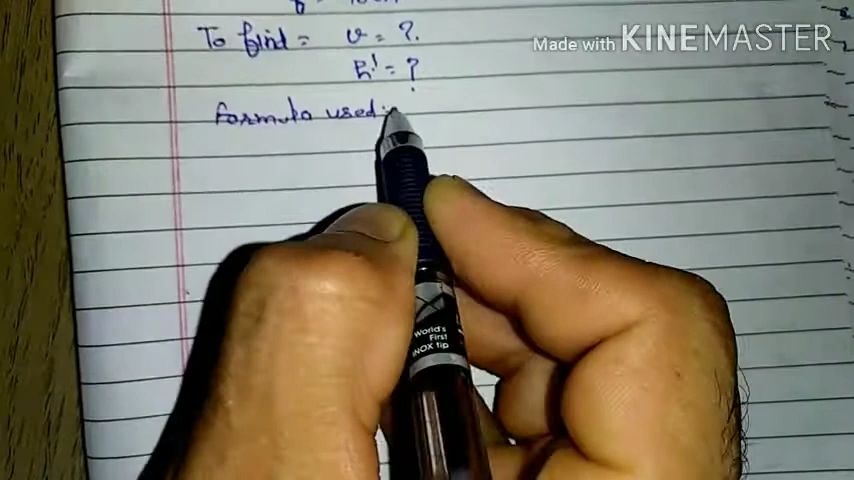 To find = v = ?.
h' = ?
Formula used :-
Made with KINEMASTER
World's
First
INOX tip